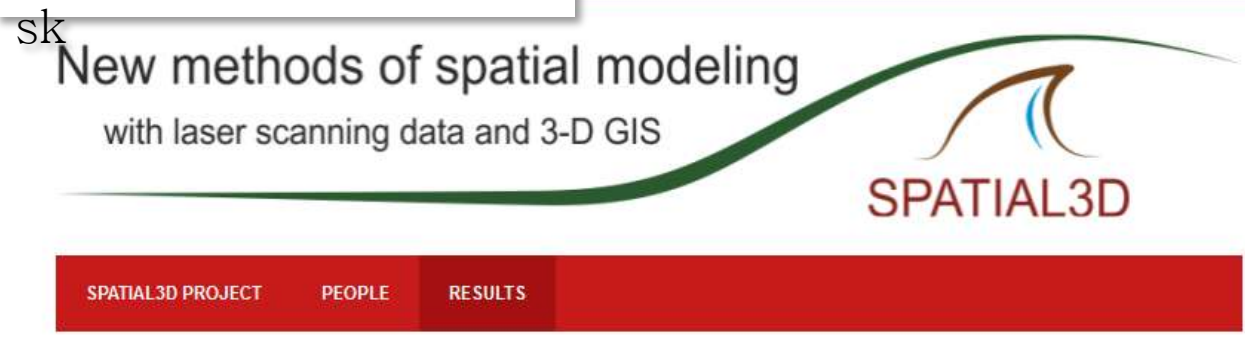 sk
New methods of spatial modeling
with laser scanning data and 3-D GIS
SPATIAL3D
SPATIAL3D PROJECT PEOPLE RESULTS